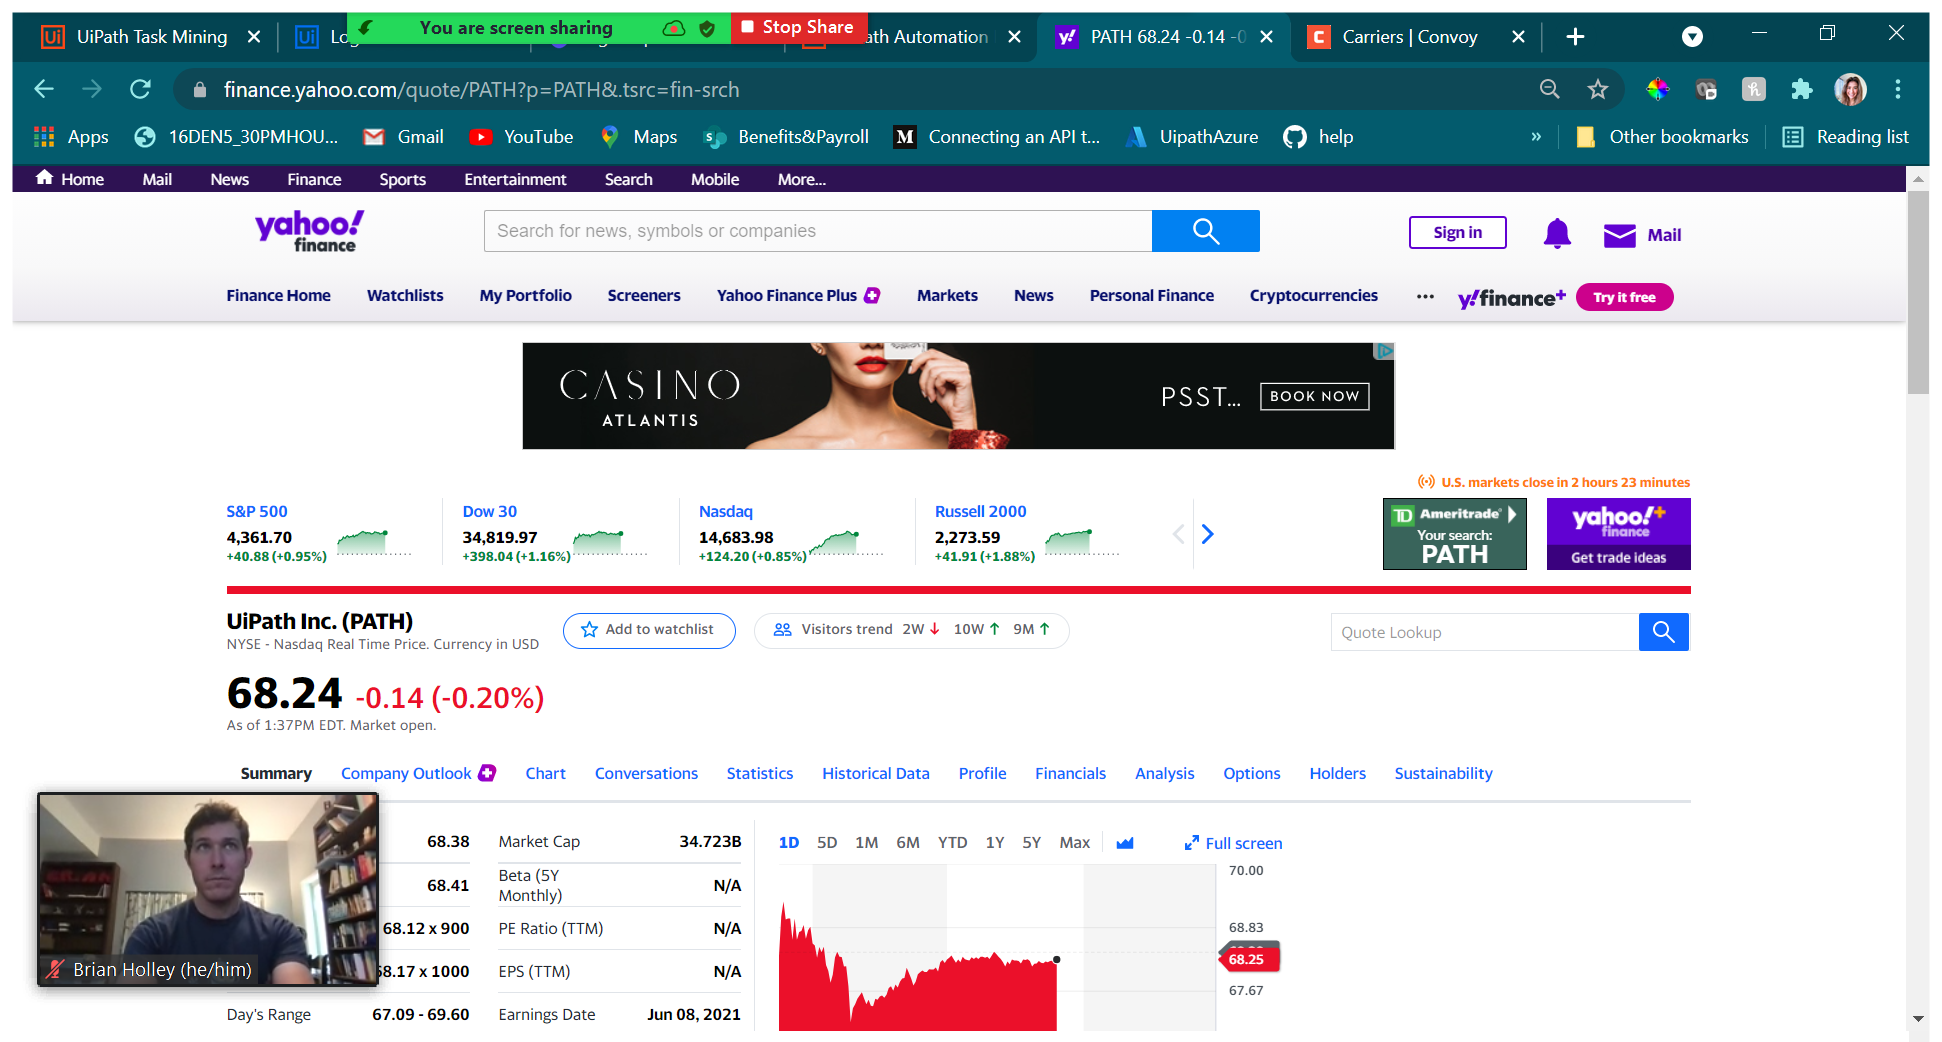 UiPath Task Mining
You are screen sharing
Stop Share
ath Automation
PATH 68.24 -0.14 -0
Carriers | Convoy
finance.yahoo.com/quote/PATH?p=PATH&.tsrc=fin-srch
Apps
16DEN5_30PMHOU...
Gmail
YouTube
Maps
Benefits&Payroll
Connecting an API t...
UipathAzure
help
»
Other bookmarks
Reading list
Home Mail News Finance Sports Entertainment Search Mobile More...
yahoo!
finance
Search for news, symbols or companies
Sign in
Mail
Finance Home Watchlists My Portfolio Screeners Yahoo Finance Plus Markets News Personal Finance Cryptocurrencies ... y!finance+ Try it free
CASINO
ATLANTIS
PSST...
BOOK NOW
U.S. markets close in 2 hours 23 minutes
S&P 500
4,361.70
+40.88 (+0.95%)
Dow 30
34,819.97
+398.04 (+1.16%)
Nasdaq
14,683.98
+124.20 (+0.85%)
Russell 2000
2,273.59
+41.91 (+1.88%)
TD Ameritrade
Your search:
PATH
yahoo!+
finance
Get trade ideas
UiPath Inc. (PATH)
NYSE - Nasdaq Real Time Price. Currency in USD
Add to watchlist
Visitors trend 2W ↓ 10W ↑ 9M ↑
Quote Lookup
68.24 -0.14 (-0.20%)
As of 1:37PM EDT. Market open.
Summary Company Outlook Chart Conversations Statistics Historical Data Profile Financials Analysis Options Holders Sustainability
68.38
68.41
68.12 x 900
68.17 x 1000
Day's Range 67.09 - 69.60
Brian Holley (he/him)
Market Cap 34.723B
Beta (5Y
Monthly) N/A
PE Ratio (TTM) N/A
EPS (TTM) N/A
Earnings Date Jun 08, 2021
1D 5D 1M 6M YTD 1Y 5Y Max
Full screen
70.00
68.83
68.25
67.67